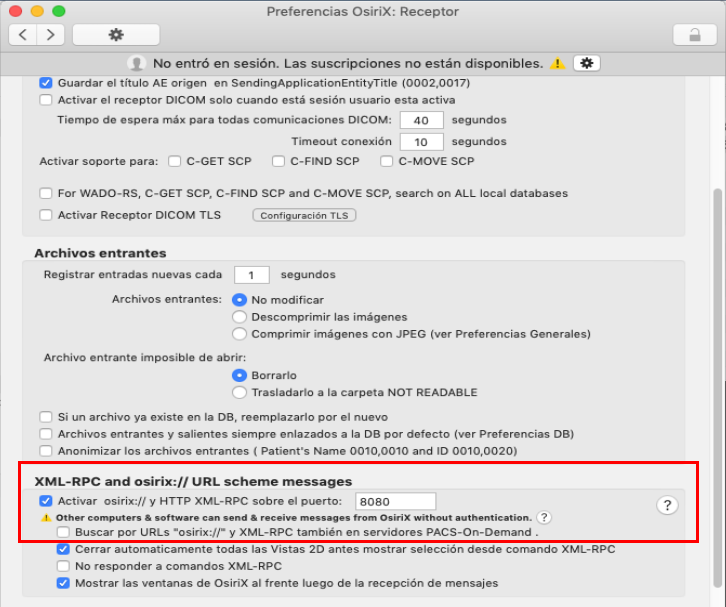 Preferencias OsiriX: Receptor
No entró en sesión. Las suscripciones no están disponibles.
Guardar el título AE origen en SendingApplicationEntityTitle (0002,0017)
Activar el receptor DICOM solo cuando está sesión usuario esta activa
Tiempo de espera máx para todas comunicaciones DICOM: 40 segundos
Timeout conexión 10 segundos
Activar soporte para: C-GET SCP C-FIND SCP C-MOVE SCP
For WADO-RS, C-GET SCP, C-FIND SCP and C-MOVE SCP, search on ALL local databases
Activar Receptor DICOM TLS Configuración TLS
Archivos entrantes
Registrar entradas nuevas cada 1 segundos
Archivos entrantes: No modificar
Descomprimir las imágenes
Comprimir imágenes con JPEG (ver Preferencias Generales)
Archivo entrante imposible de abrir:
Borrarlo
Trasladarlo a la carpeta NOT READABLE
Si un archivo ya existe en la DB, reemplazarlo por el nuevo
Archivos entrantes y salientes siempre enlazados a la DB por defecto (ver Preferencias DB)
Anonimizar los archivos entrantes ( Patient's Name 0010,0010 and ID 0010,0020)
XML-RPC and osirix:// URL scheme messages
Activar osirix:// y HTTP XML-RPC sobre el puerto: 8080 ?
Other computers & software can send & receive messages from OsiriX without authentication. ?
Buscar por URLs "osirix://" y XML-RPC también en servidores PACS-On-Demand .
Cerrar automaticamente todas las Vistas 2D antes mostrar selección desde comando XML-RPC
No responder a comandos XML-RPC
Mostrar las ventanas de OsiriX al frente luego de la recepción de mensajes